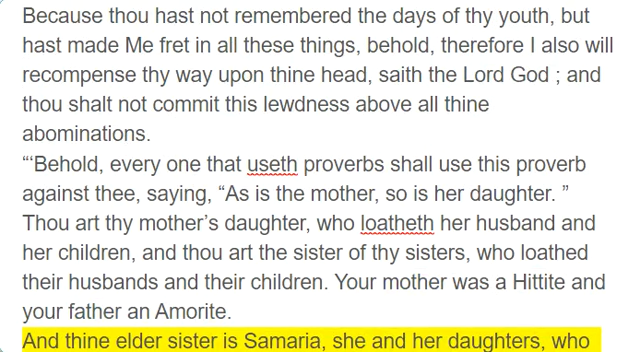 Because thou hast not remembered the days of thy youth, but
hast made Me fret in all these things, behold, therefore I also will
recompense thy way upon thine head, saith the Lord God ; and
thou shalt not commit this lewdness above all thine
abominations.
“‘Behold, every one that useth proverbs shall use this proverb
against thee, saying, “As is the mother, so is her daughter. ”
Thou art thy mother’s daughter, who loatheth her husband and
her children, and thou art the sister of thy sisters, who loathed
their husbands and their children. Your mother was a Hittite and
your father an Amorite.
And thine elder sister is Samaria, she and her daughters, who